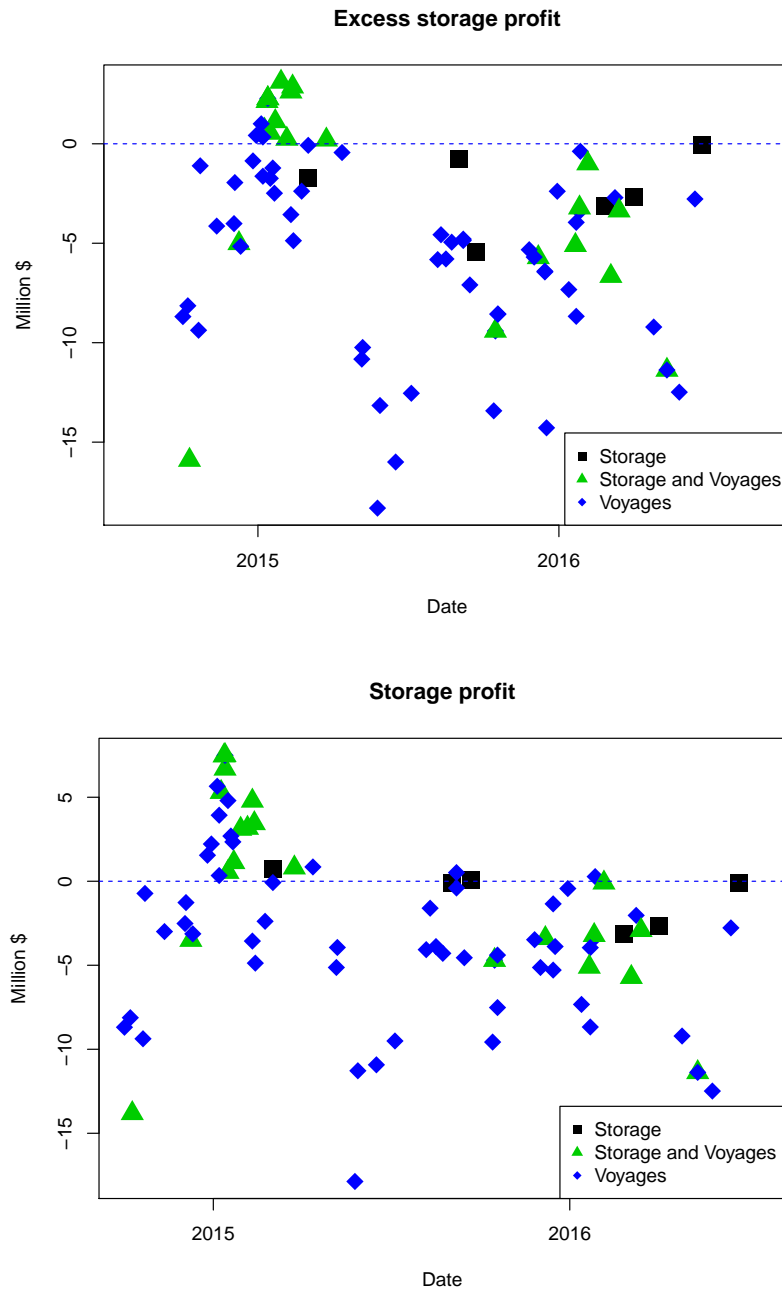 Excess storage profit
Million $
0
−5
−10
−15
Storage
Storage and Voyages
Voyages
2015
2016
Date
Storage profit
Million $
5
0
−5
−10
−15
Storage
Storage and Voyages
Voyages
2015
2016
Date